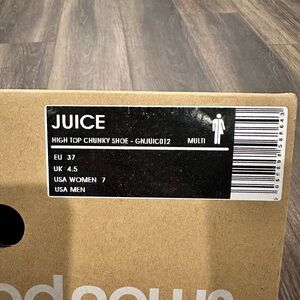 JUICE
HIGH TOP CHUNKY SHOE - GNJUIC012 MULTI
EU 37
UK 4.5
USA WOMEN 7
USA MEN